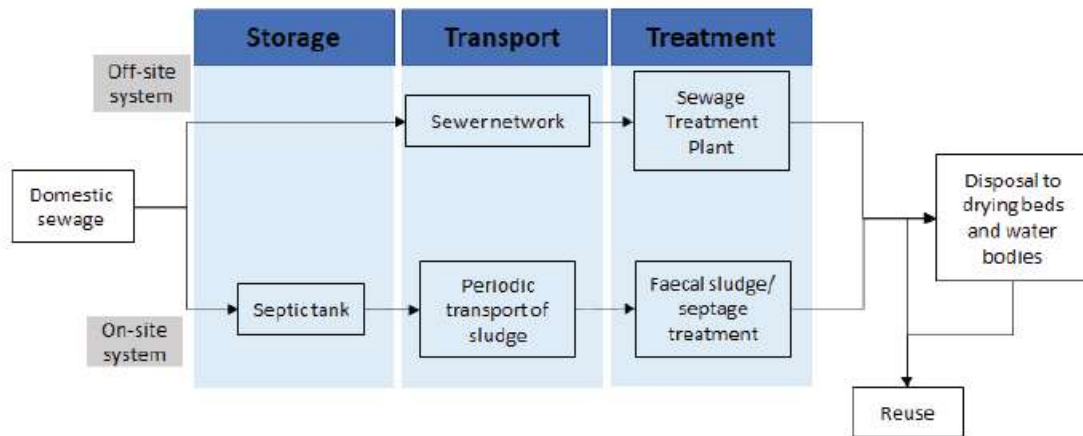 Storage
Transport
Treatment
Off-site
system
Sewer network
Sewage
Treatment
Plant
Domestic
sewage
Disposal to
drying beds
and water
bodies
Septic tank
Periodic
transport of
sludge
Faecal sludge/
septage
treatment
On-site
system
Reuse